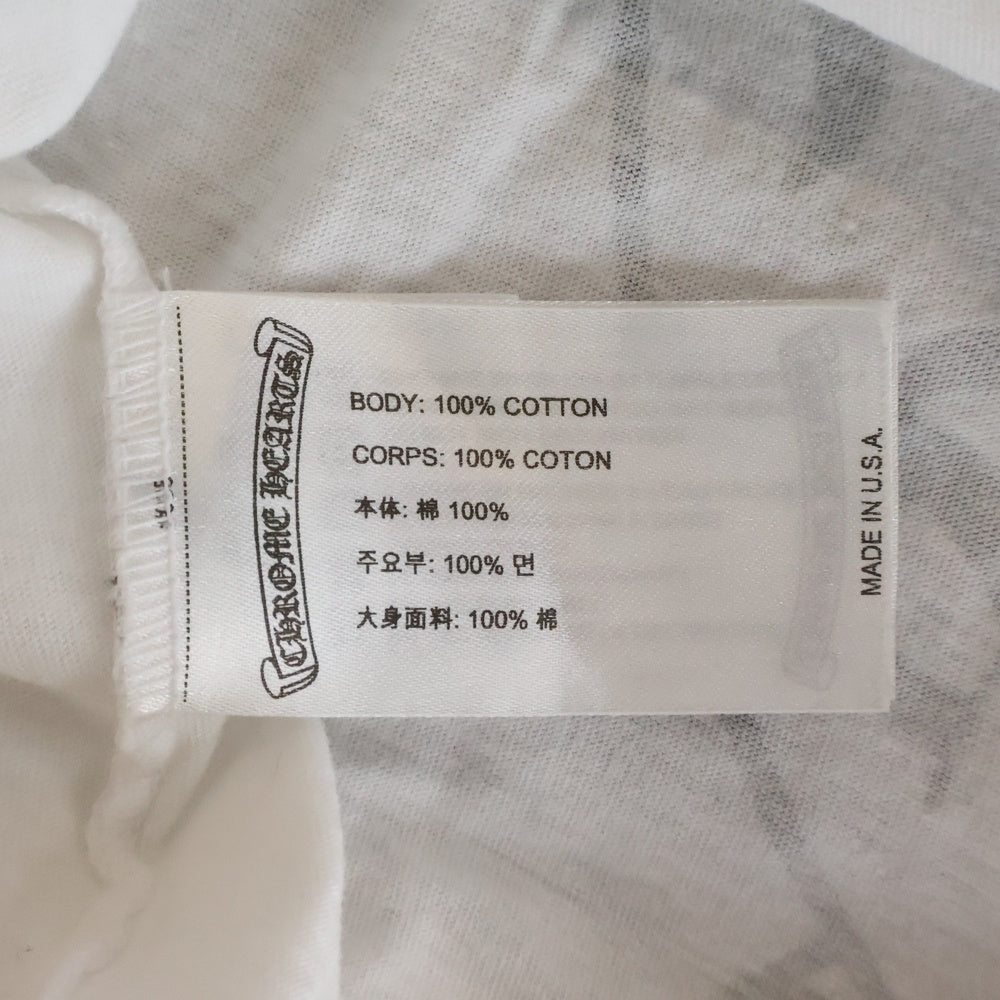 CHROME HEARTS
BODY: 100% COTTON
CORPS: 100% COTON
本体: 棉 100%
주요부: 100% 면
大身面料: 100% 棉
MADE IN U.S.A.